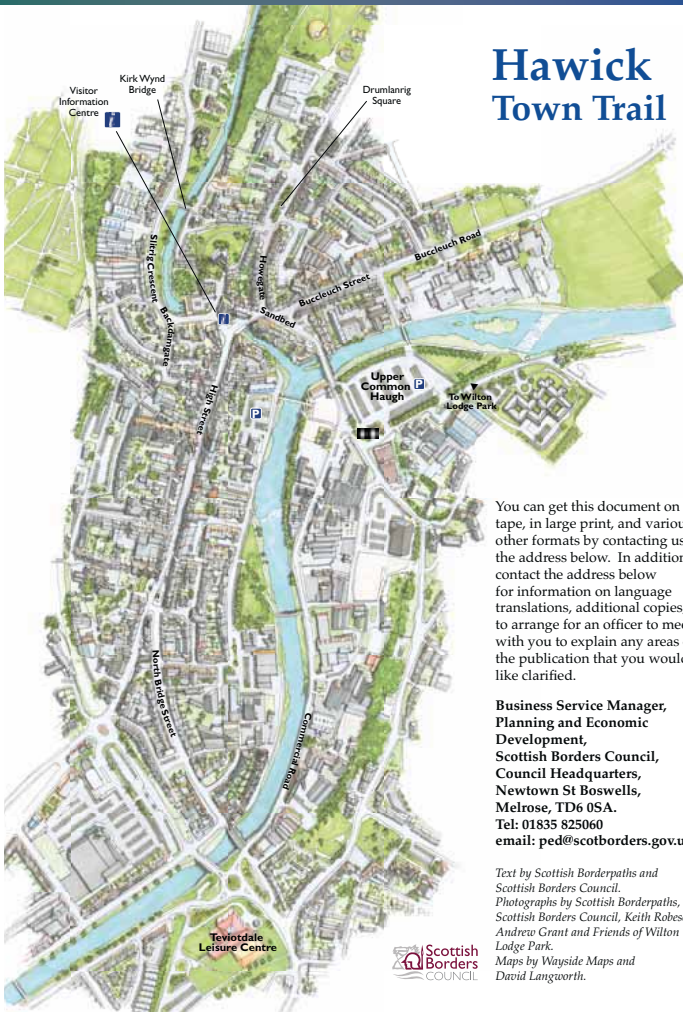 Hawick
Town Trail
Visitor
Information
Centre
i
Kirk Wynd
Bridge
Drumlanrig
Square
Slitrig Crescent
Backdamgate
Howegate
Sandbed
Buccleuch Street
Buccleuch Road
i
High Street
P
Upper
Common
Haugh
P
To Wilton
Lodge Park
North Bridge Street
Commercial Road
Teviotdale
Leisure Centre
You can get this document on
tape, in large print, and variou
other formats by contacting us
the address below. In addition
contact the address below
for information on language
translations, additional copies,
to arrange for an officer to mee
with you to explain any areas
the publication that you would
like clarified.
Business Service Manager,
Planning and Economic
Development,
Scottish Borders Council,
Council Headquarters,
Newtown St Boswells,
Melrose, TD6 0SA.
Tel: 01835 825060
email: ped@scotborders.gov.u
Text by Scottish Borderpaths and
Scottish Borders Council.
Photographs by Scottish Borderpaths,
Scottish Borders Council, Keith Robes
Andrew Grant and Friends of Wilton
Lodge Park.
Maps by Wayside Maps and
David Langworth.
Scottish
Borders
COUNCIL